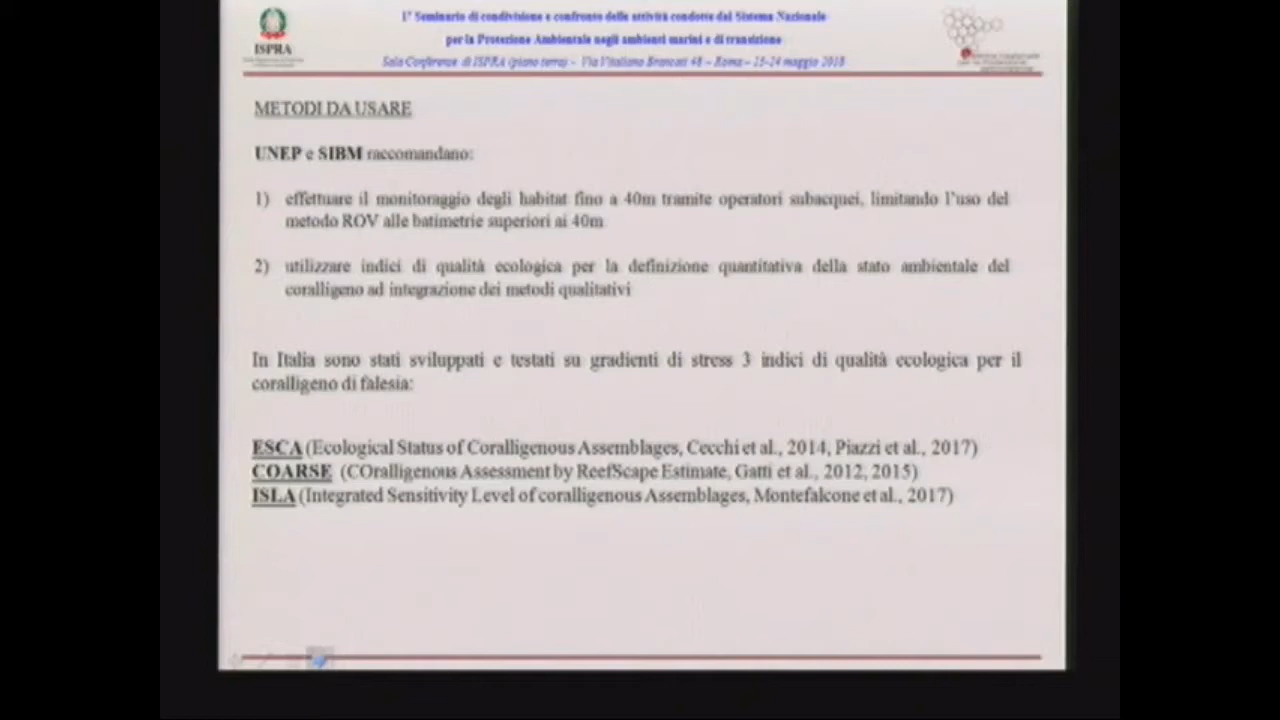 1° Seminario di condivisione e confronto delle attività condotte dal Sistema Nazionale
per la Protezione Ambientale negli ambienti marini e di transizione
Sala Conferenze di ISPRA (piano terra) - Via Vitaliano Brancati 48 – Roma – 23-24 maggio 2018
ISPRA
METODI DA USARE
UNEP e SIBM raccomandano:
1) effettuare il monitoraggio degli habitat fino a 40m tramite operatori subacquei, limitando l'uso del
metodo ROV alle batimetrie superiori ai 40m
2) utilizzare indici di qualità ecologica per la definizione quantitativa della stato ambientale del
coralligeno ad integrazione dei metodi qualitativi
In Italia sono stati sviluppati e testati su gradienti di stress 3 indici di qualità ecologica per il
coralligeno di falesia:
ESCA (Ecological Status of Coralligenous Assemblages, Cecchi et al., 2014, Piazzi et al., 2017)
COARSE (COralligenous Assessment by ReefScape Estimate, Gatti et al., 2012, 2015)
ISLA (Integrated Sensitivity Level of coralligenous Assemblages, Montefalcone et al., 2017)